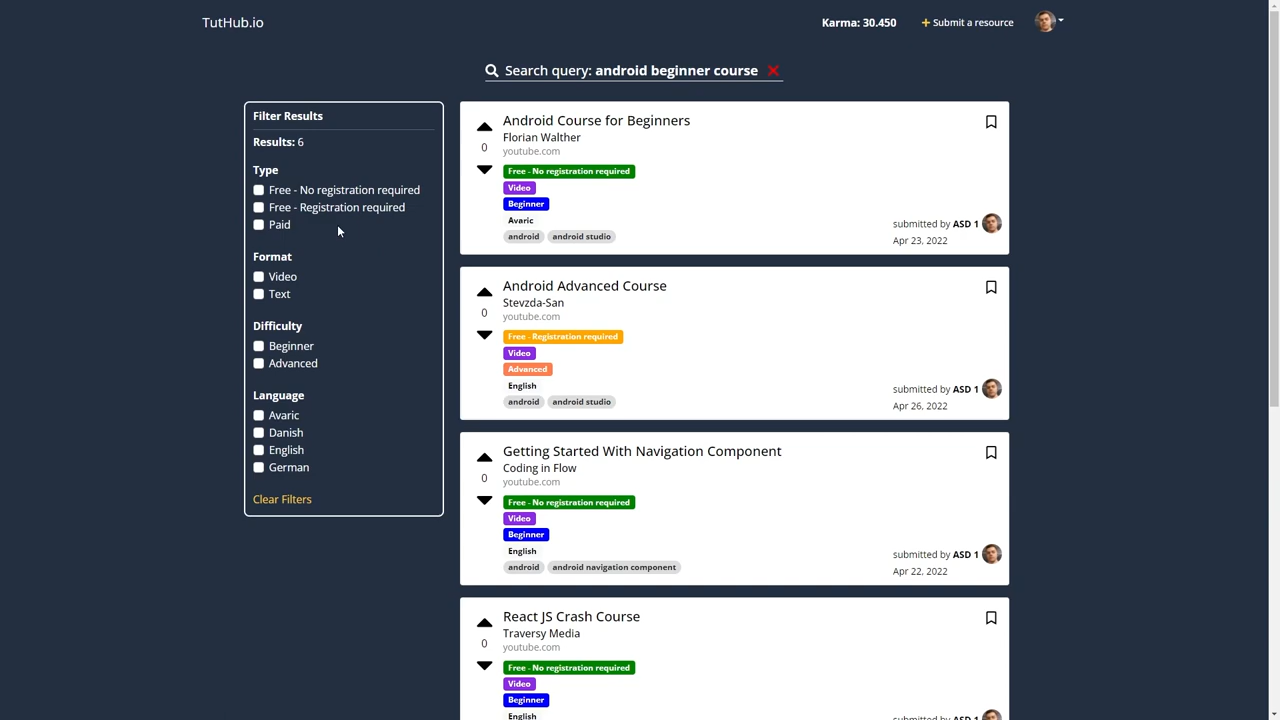 TutHub.io
Karma: 30.450
+ Submit a resource
Search query: android beginner course
Filter Results
Results: 6
Type
Free - No registration required
Free - Registration required
Paid
Format
Video
Text
Difficulty
Beginner
Advanced
Language
Avaric
Danish
English
German
Clear Filters
Android Course for Beginners
Florian Walther
youtube.com
0
Free - No registration required
Video
Beginner
Avaric
android android studio
submitted by ASD 1
Apr 23, 2022
Android Advanced Course
Stevzda-San
youtube.com
0
Free - Registration required
Video
Advanced
English
android android studio
submitted by ASD 1
Apr 26, 2022
Getting Started With Navigation Component
Coding in Flow
youtube.com
0
Free - No registration required
Video
Beginner
English
android android navigation component
submitted by ASD 1
Apr 22, 2022
React JS Crash Course
Traversy Media
youtube.com
0
Free - No registration required
Video
Beginner
English
submitted by ASD 1